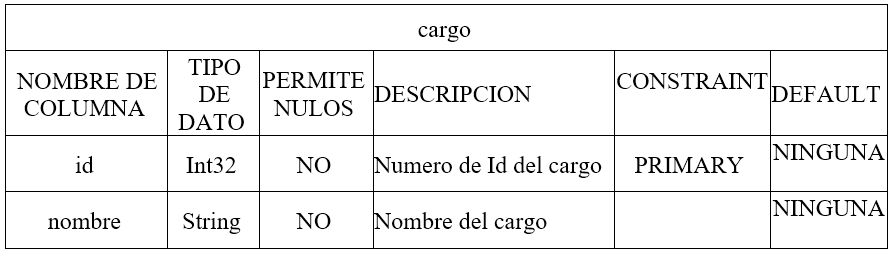 cargo
NOMBRE DE COLUMNA TIPO DE DATO PERMITE NULOS DESCRIPCION CONSTRAINT DEFAULT
id Int32 NO Numero de Id del cargo PRIMARY NINGUNA
nombre String NO Nombre del cargo NINGUNA